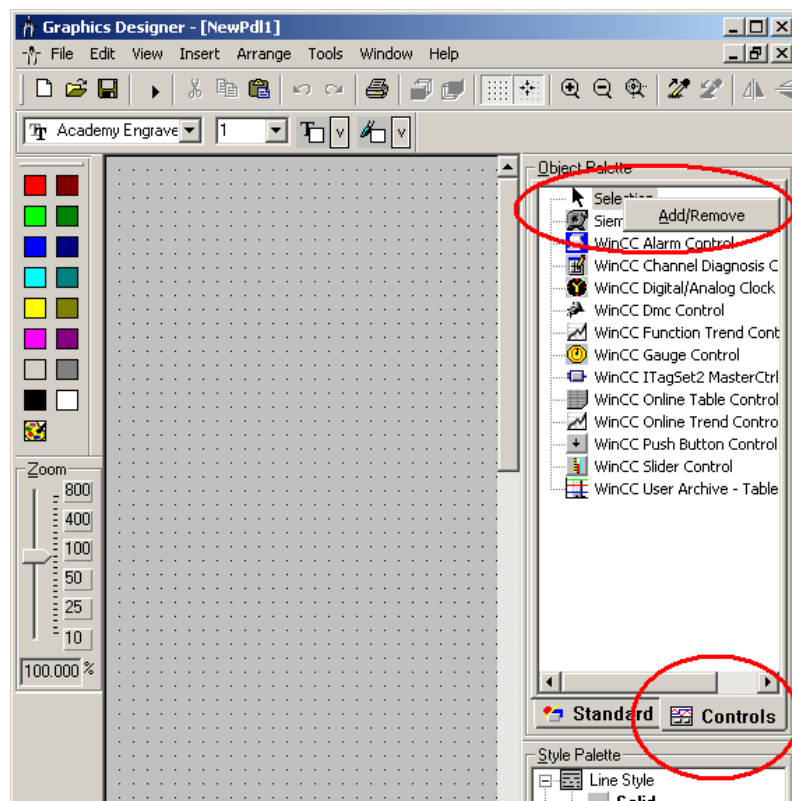 Graphics Designer - [NewPdl1]
File Edit View Insert Arrange Tools Window Help
Academy Engrave 1
Object Palette
Selection
Siem
Add/Remove
WinCC Alarm Control
WinCC Channel Diagnosis C
WinCC Digital/Analog Clock
WinCC Dmc Control
WinCC Function Trend Cont
WinCC Gauge Control
WinCC ITagSet2 MasterCtrl
WinCC Online Table Control
WinCC Online Trend Contro
WinCC Push Button Control
WinCC Slider Control
WinCC User Archive - Table
Zoom
800
400
100
50
25
10
100.000 %
Standard Controls
Style Palette
Line Style
Solid